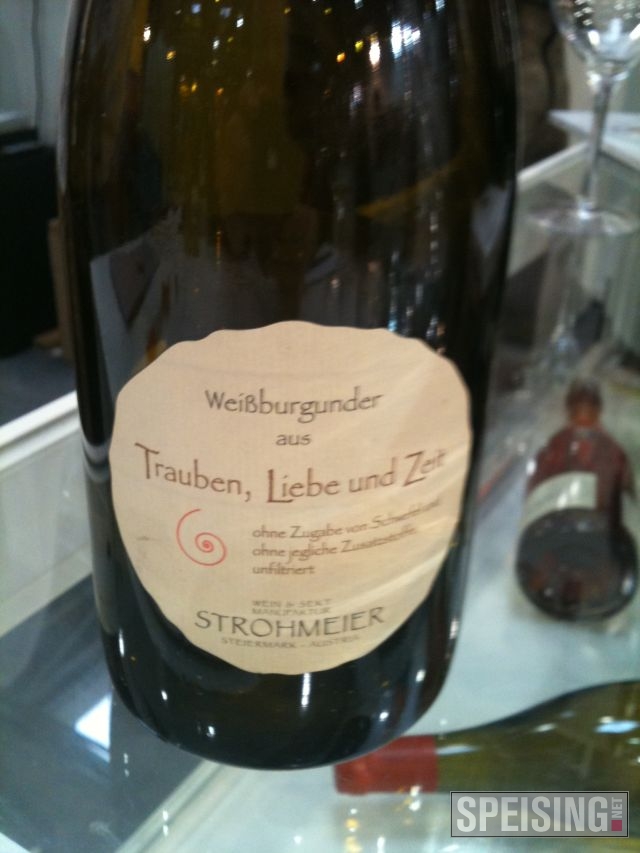 Weißburgunder
aus
Trauben, Liebe und Zeit
ohne Zugabe von Schwefel und
ohne jegliche Zusatzstoffe,
unfiltriert
WEIN & SEKT
MANUFAKTUR
STROHMEIER
STEIERMARK - AUSTRIA
SPEISING.NET